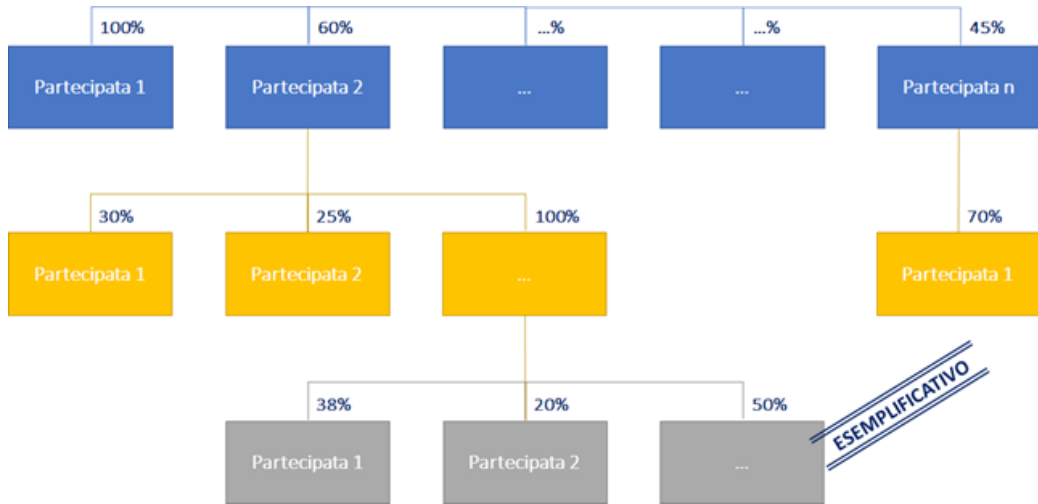 100%
60%
...%
...%
45%
Partecipata 1
Partecipata 2
...
...
Partecipata n
30%
25%
100%
70%
Partecipata 1
Partecipata 2
...
Partecipata 1
38%
20%
50%
ESEMPLIFICATIVO
Partecipata 1
Partecipata 2
...